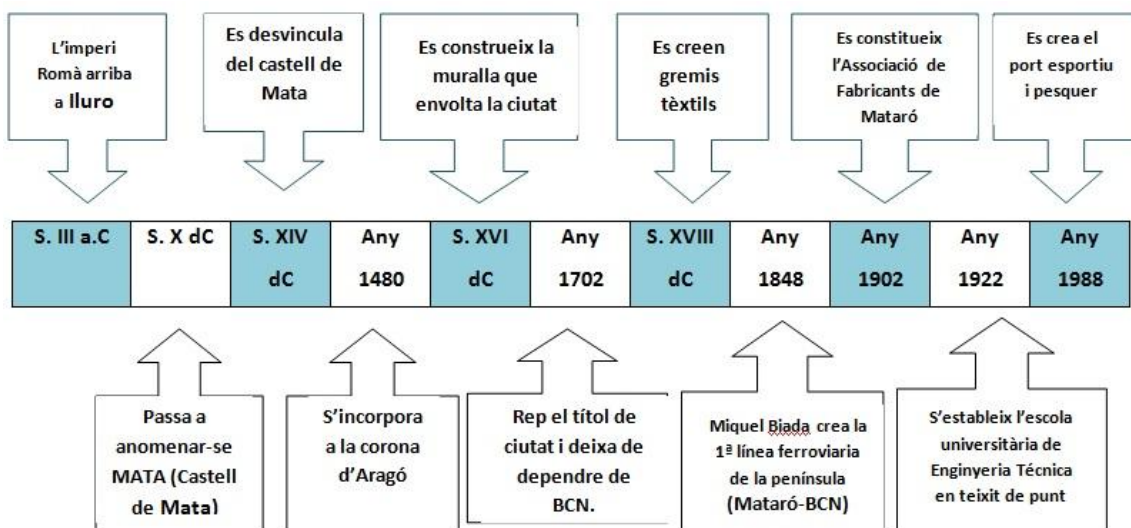 L'imperi
Romà arriba
a Iluro
Es desvincula
del castell de
Mata
Es construeix la
muralla que
envolta la ciutat
Es creen
gremis
tèxtils
Es constitueix
l'Associació de
Fabricants de
Mataró
Es crea el
port esportiu
i pesquer
S. III a.C
S. X dC
S. XIV
dC
Any
1480
S. XVI
dC
Any
1702
S. XVIII
dC
Any
1848
Any
1902
Any
1922
Any
1988
Passa a
anomenar-se
MATA (Castell
de Mata)
S'incorpora
a la corona
d'Aragó
Rep el títol de
ciutat i deixa de
dependre de
BCN.
Miquel Biada crea la
1ª línea ferroviaria
de la península
(Mataró-BCN)
S'estableix l'escola
universitària de
Enginyeria Técnica
en teixit de punt